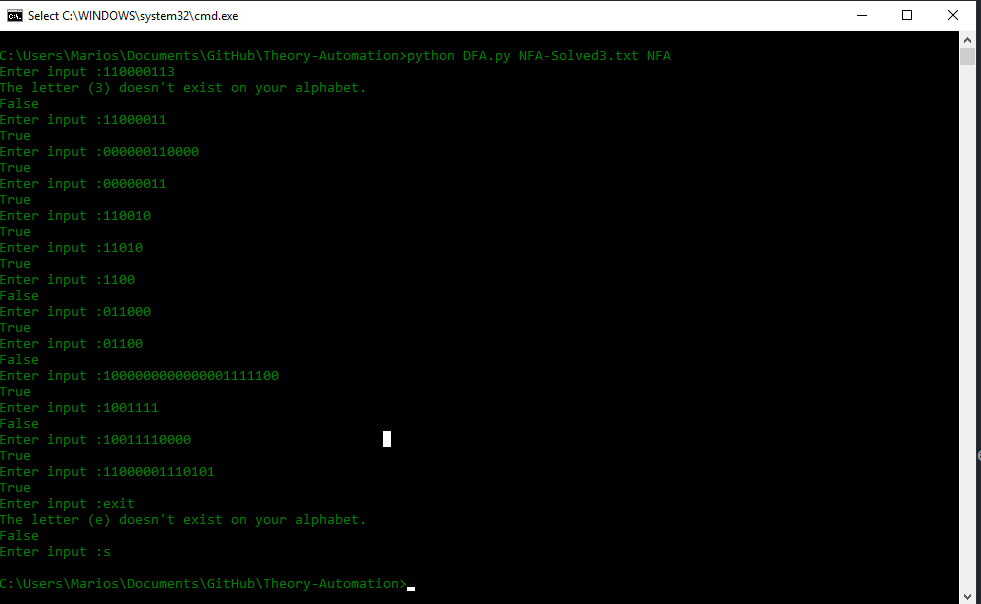 Select C:\WINDOWS\system32\cmd.exe
C:\Users\Marios\Documents\GitHub\Theory-Automation>python DFA.py NFA-Solved3.txt NFA
Enter input :110000113
The letter (3) doesn't exist on your alphabet.
False
Enter input :11000011
True
Enter input :000000110000
True
Enter input :00000011
True
Enter input :110010
True
Enter input :11010
True
Enter input :1100
False
Enter input :011000
True
Enter input :01100
False
Enter input :1000000000000001111100
True
Enter input :1001111
False
Enter input :10011110000
True
Enter input :11000001110101
True
Enter input :exit
The letter (e) doesn't exist on your alphabet.
False
Enter input :s
C:\Users\Marios\Documents\GitHub\Theory-Automation>